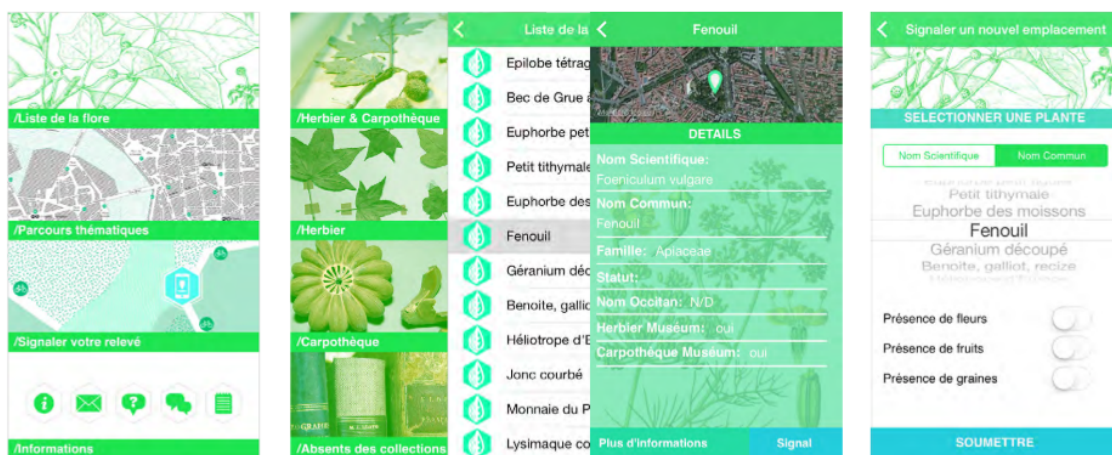 /Liste de la flore
/Parcours thématiques
/Signaler votre relevé
/Informations
/Herbier & Carpothèque
/Herbier
/Carpothèque
/Absents des collections
Liste de la
Epilobe tétrag
Bec de Grue à
Euphorbe pet
Petit tithymale
Euphorbe des
Fenouil
Géranium déc
Benoite, gallic
Héliotrope d'E
Jonc courbé
Monnaie du P
Lysimaque co
Fenouil
DETAILS
Nom Scientifique:
Foeniculum vulgare
Nom Commun:
Fenouil
Famille: Apiaceae
Statut:
Nom Occitan: N/D
Herbier Muséum: oui
Carpothéque Muséum: oui
Plus d'informations
Signal
Signaler un nouvel emplacement
SELECTIONNER UNE PLANTE
Nom Scientifique
Nom Commun
Petit tithymale
Euphorbe des moissons
Fenouil
Géranium découpé
Benoite, galliot, recize
Présence de fleurs
Présence de fruits
Présence de graines
SOUMETTRE